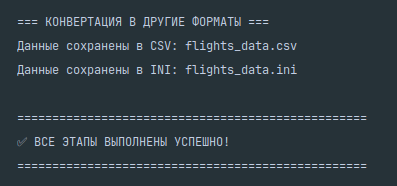 === КОНВЕРТАЦИЯ В ДРУГИЕ ФОРМАТЫ ===
Данные сохранены в CSV: flights_data.csv
Данные сохранены в INI: flights_data.ini
==================================================
✅ ВСЕ ЭТАПЫ ВЫПОЛНЕНЫ УСПЕШНО!
==================================================